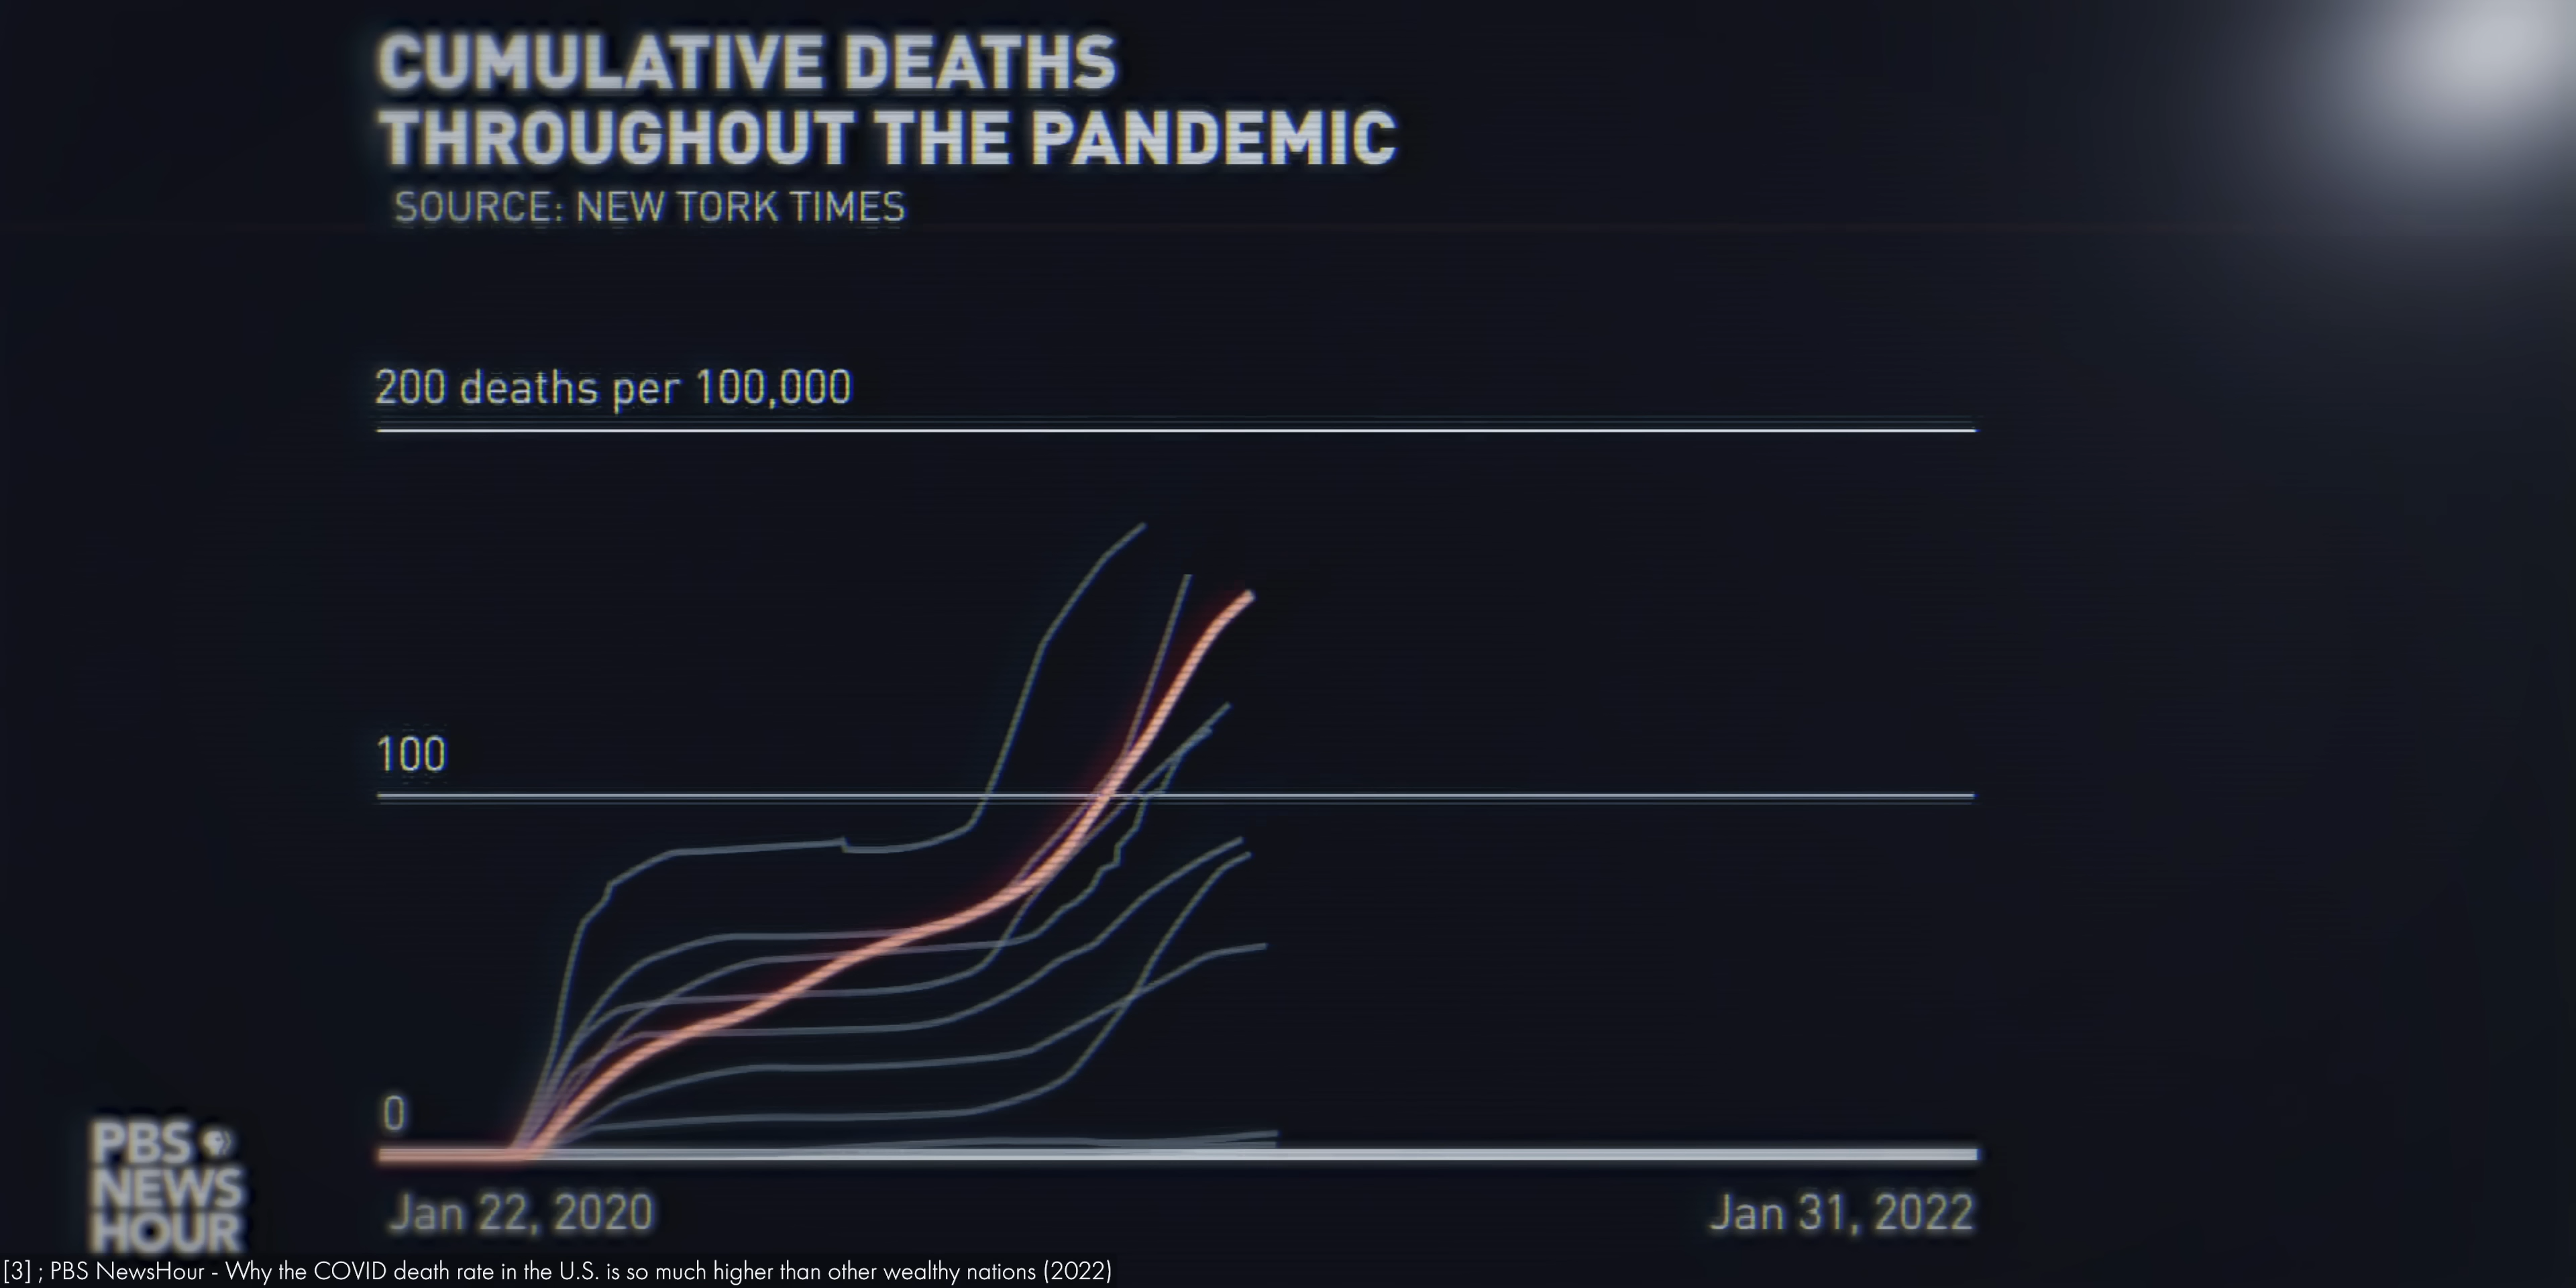 CUMULATIVE DEATHS
THROUGHOUT THE PANDEMIC
SOURCE: NEW TORK TIMES
200 deaths per 100,000
100
0
Jan 22, 2020
Jan 31, 2022
PBS
NEWS
HOUR
[3] ; PBS NewsHour - Why the COVID death rate in the U.S. is so much higher than other wealthy nations (2022)